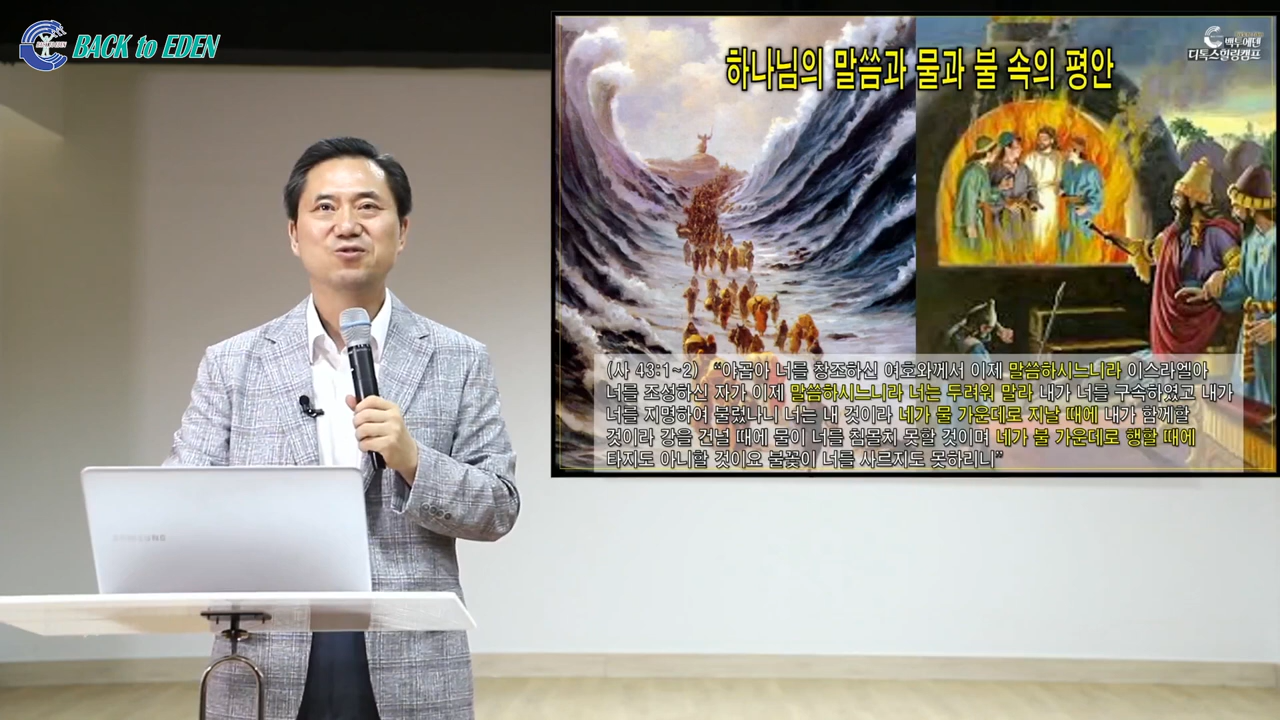 BACK to EDEN
백투에덴
디톡스힐링캠프
하나님의 말씀과 물과 불 속의 평안
(사 43:1~2) “야곱아 너를 창조하신 여호와께서 이제 말씀하시느니라 이스라엘아
너를 조성하신 자가 이제 말씀하시느니라 너는 두려워 말라 내가 너를 구속하였고 내가
너를 지명하여 불렀나니 너는 내 것이라 네가 물 가운데로 지날 때에 내가 함께할
것이라 강을 건널 때에 물이 너를 침몰치 못할 것이며 네가 불 가운데로 행할 때에
타지도 아니할 것이요 불꽃이 너를 사르지도 못하리니”